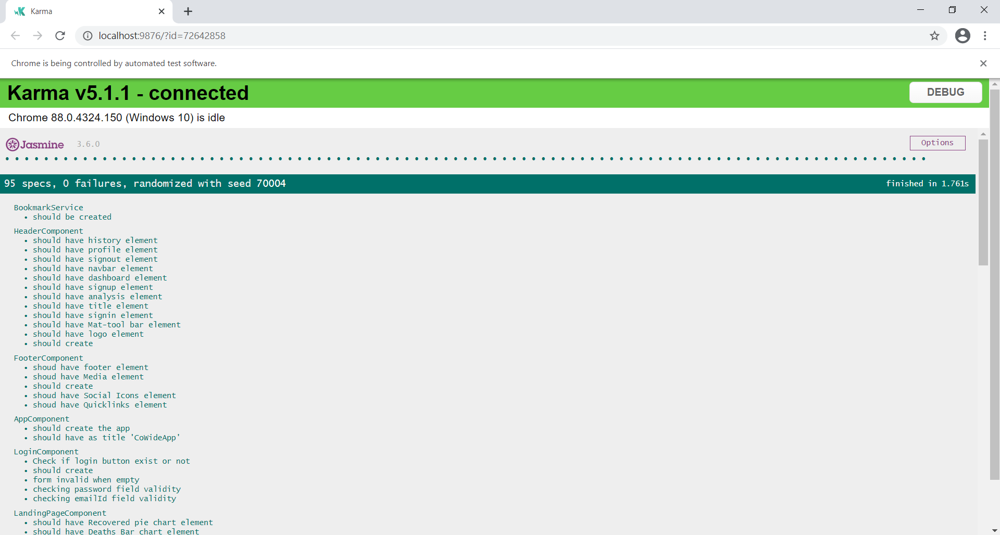 Karma
localhost:9876/?id=72642858
Chrome is being controlled by automated test software.
Karma v5.1.1 - connected
DEBUG
Chrome 88.0.4324.150 (Windows 10) is idle
Jasmine 3.6.0
Options
95 specs, 0 failures, randomized with seed 70004
finished in 1.761s
BookmarkService
• should be created
HeaderComponent
• should have history element
• should have profile element
• should have signout element
• should have navbar element
• should have dashboard element
• should have signup element
• should have analysis element
• should have title element
• should have signin element
• should have Mat-tool bar element
• should have logo element
• should create
FooterComponent
• shoud have footer element
• shoud have Media element
• should create
• shoud have Social Icons element
• shoud have Quicklinks element
AppComponent
• should create the app
• should have as title 'CoWideApp'
LoginComponent
• Check if login button exist or not
• should create
• form invalid when empty
• checking password field validity
• checking emailId field validity
LandingPageComponent
• should have Recovered pie chart element
• should have Deaths Bar chart element